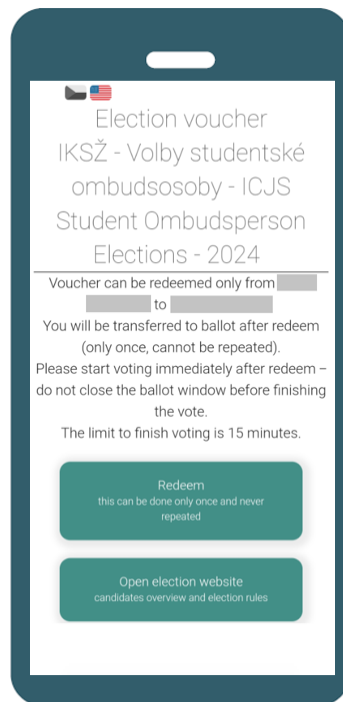 Election voucher
IKSŽ - Volby studentské
ombudsosoby - ICJS
Student Ombudsperson
Elections - 2024
Voucher can be redeemed only from
to
You will be transferred to ballot after redeem
(only once, cannot be repeated).
Please start voting immediately after redeem –
do not close the ballot window before finishing
the vote.
The limit to finish voting is 15 minutes.
Redeem
this can be done only once and never
repeated
Open election website
candidates overview and election rules